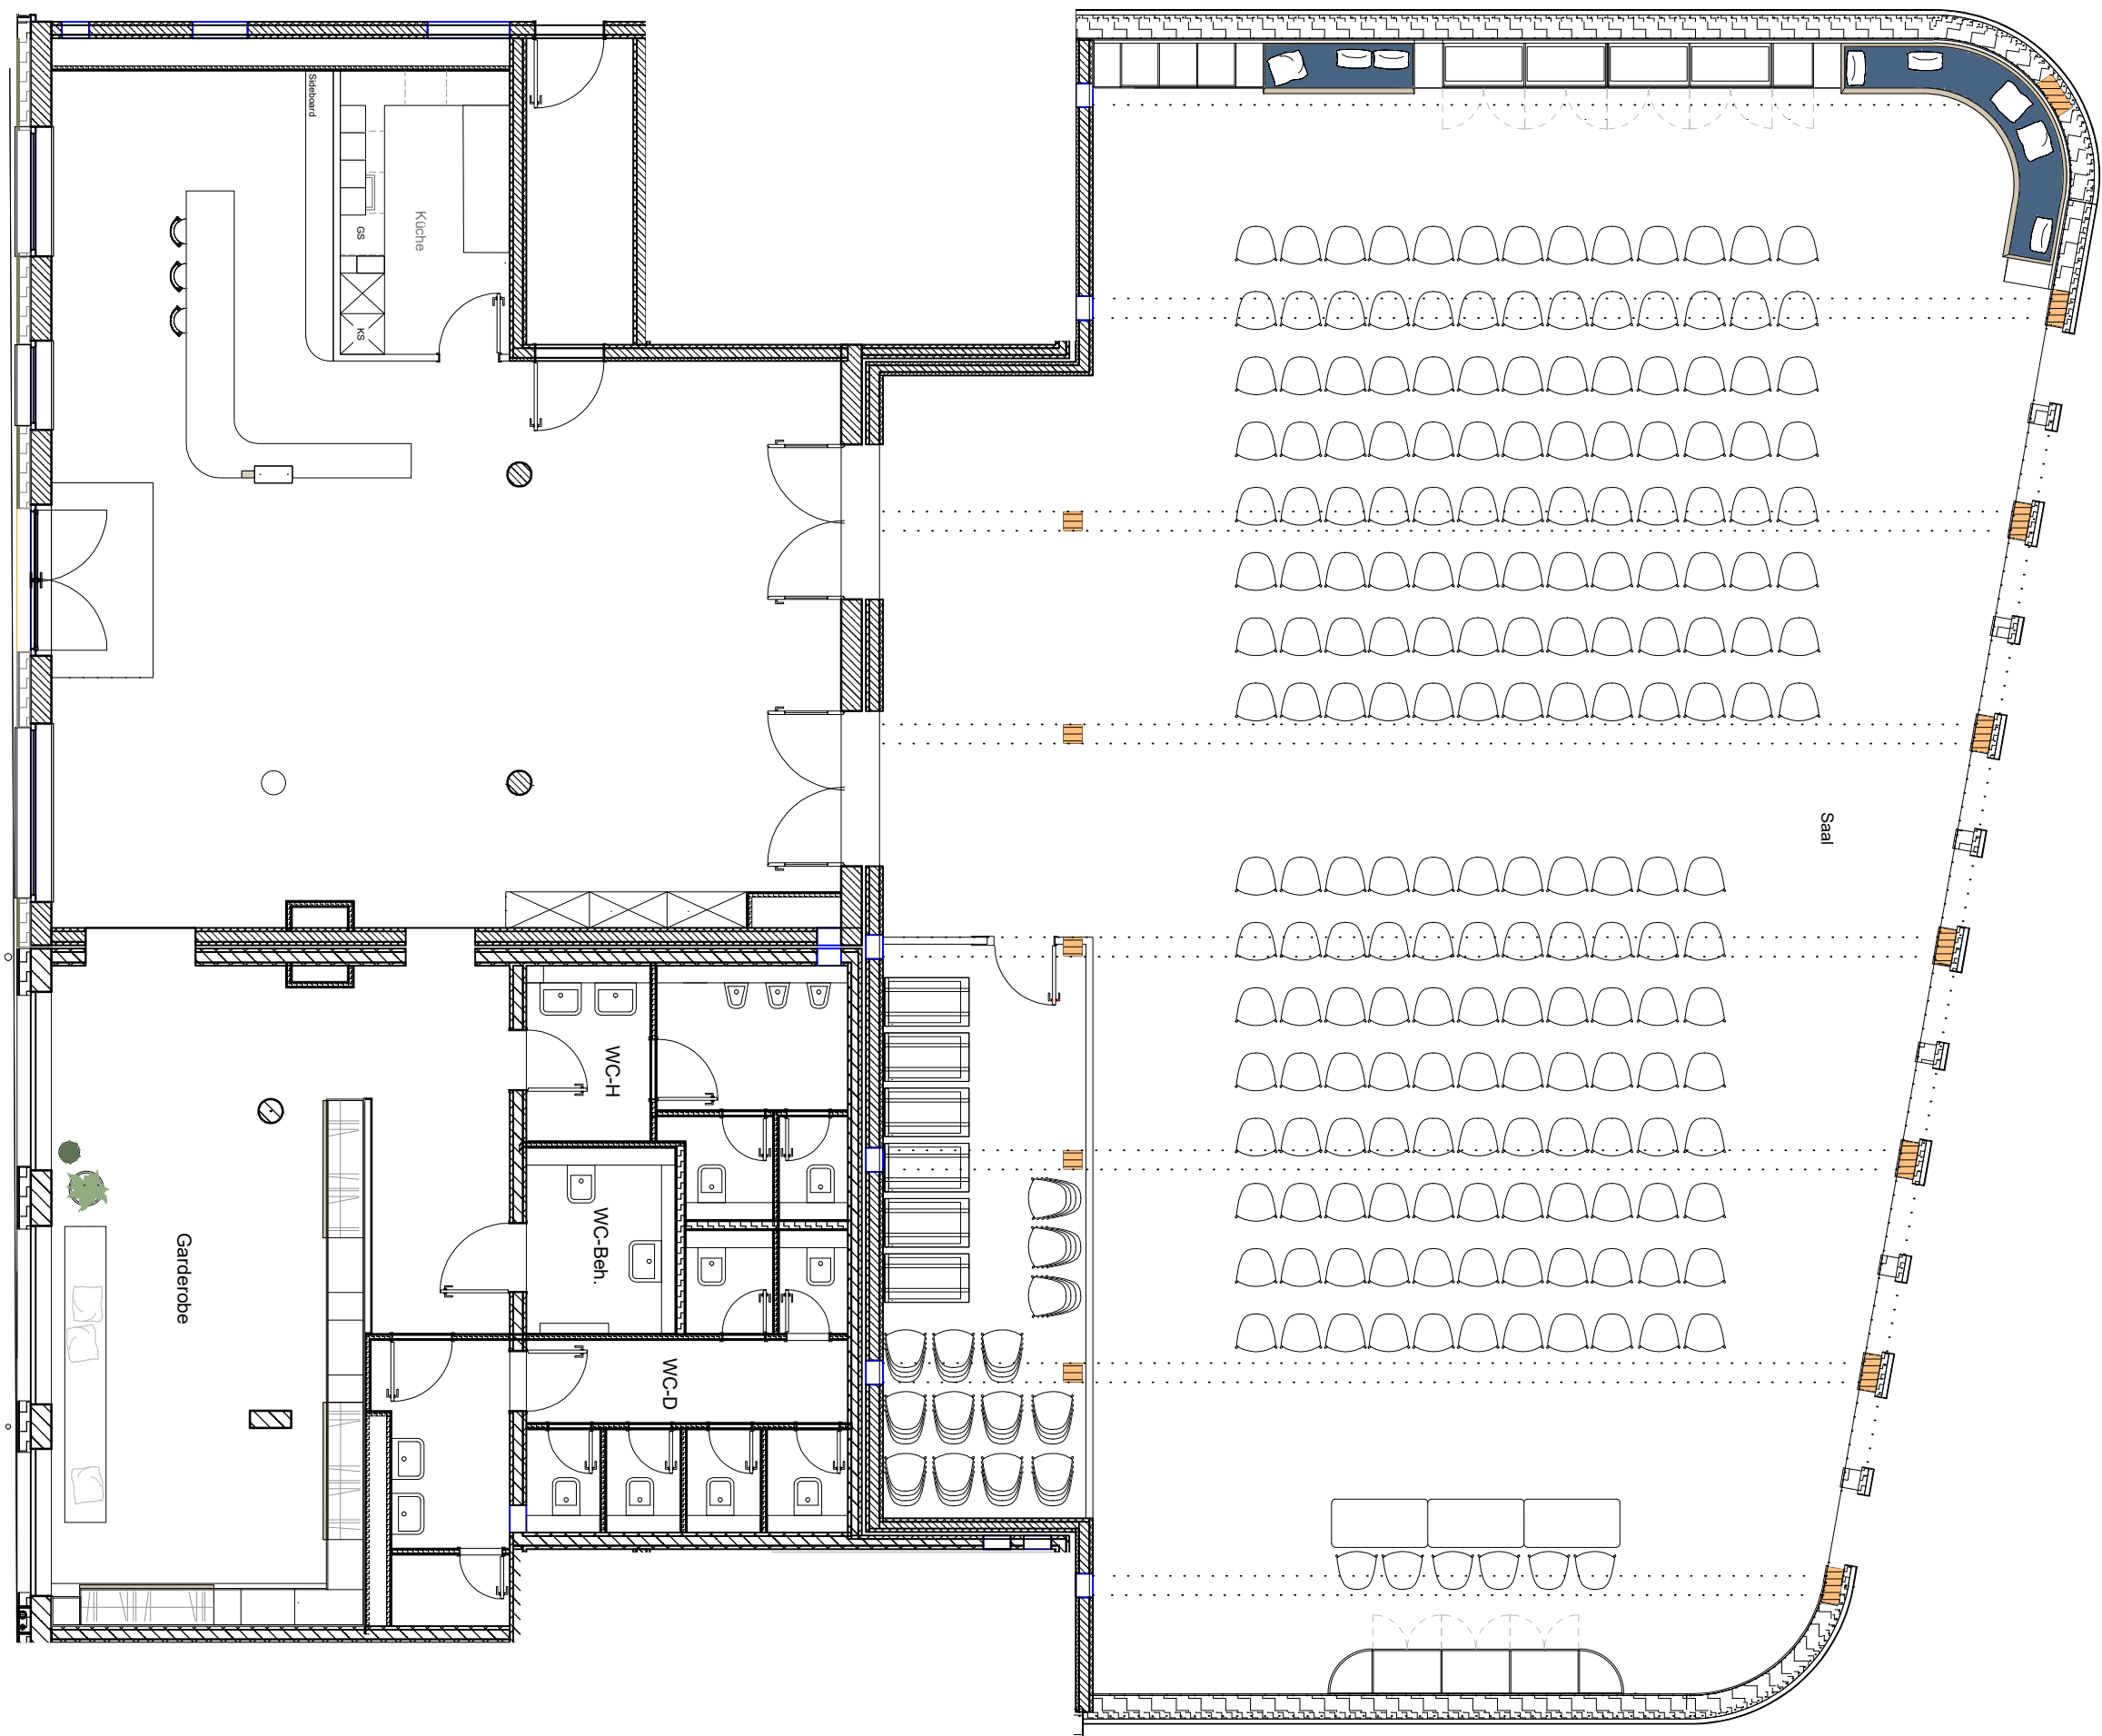 Sideboard
Küche
GS
KS
Saal
WC-H
WC-Beh.
Garderobe
WC-D